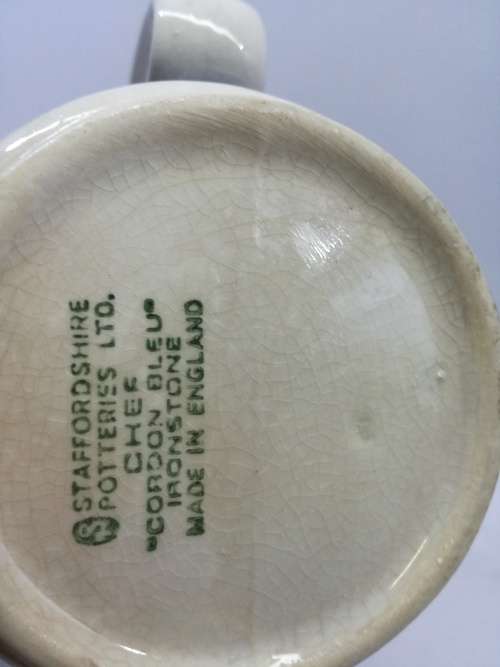 STAFFORDSHIRE
POTTERIES LTD.
CHEF
"CORDON BLEU"
IRONSTONE
MADE IN ENGLAND